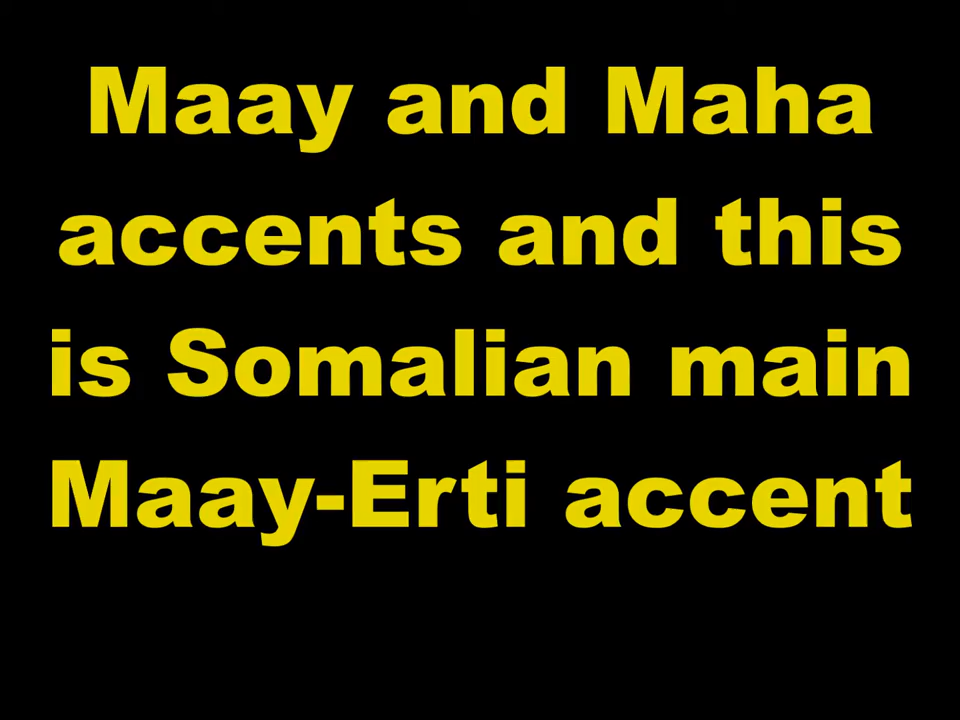 Maay and Maha
accents and this
is Somalian main
Maay-Erti accent